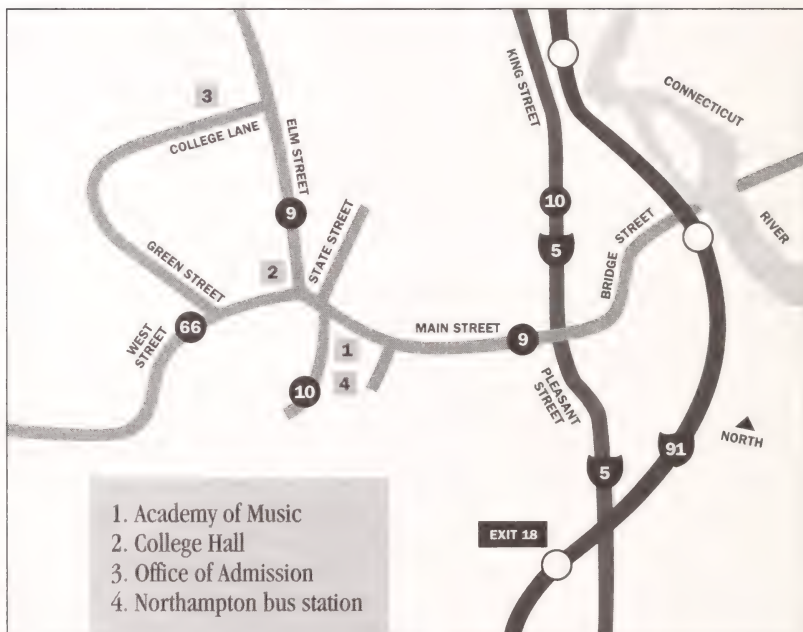 3
COLLEGE LANE
ELM STREET
9
STATE STREET
2
GREEN STREET
WEST STREET
66
10
1
4
MAIN STREET
9
KING STREET
10
5
BRIDGE STREET
CONNECTICUT
RIVER
PLEASANT
STREET
5
91
NORTH
EXIT 18
1. Academy of Music
2. College Hall
3. Office of Admission
4. Northampton bus station